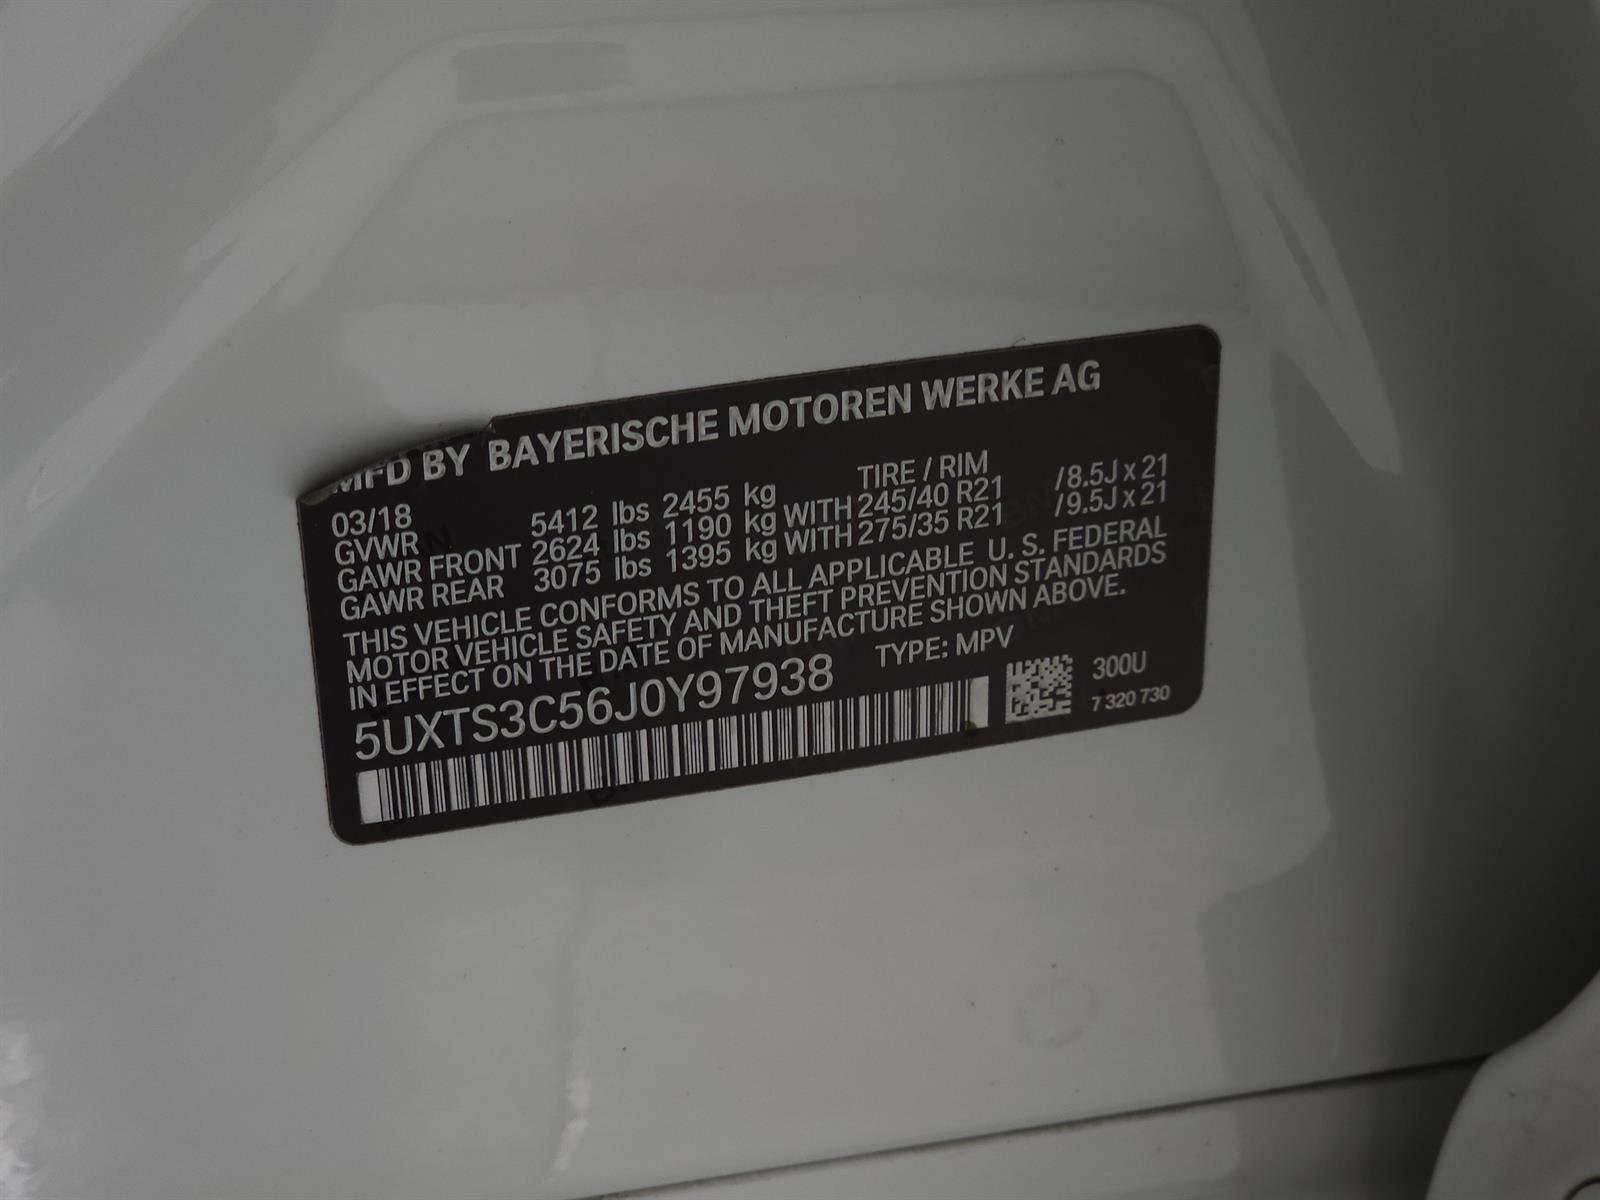 MFD BY BAYERISCHE MOTOREN WERKE AG
03/18 TIRE / RIM
GVWR 5412 lbs 2455 kg
GAWR FRONT 2624 lbs 1190 kg WITH 245/40 R21 /8.5J x 21
GAWR REAR 3075 lbs 1395 kg WITH 275/35 R21 /9.5J x 21
THIS VEHICLE CONFORMS TO ALL APPLICABLE U. S. FEDERAL
MOTOR VEHICLE SAFETY AND THEFT PREVENTION STANDARDS
IN EFFECT ON THE DATE OF MANUFACTURE SHOWN ABOVE.
5UXTS3C56J0Y97938 TYPE: MPV
300U
7 320 730